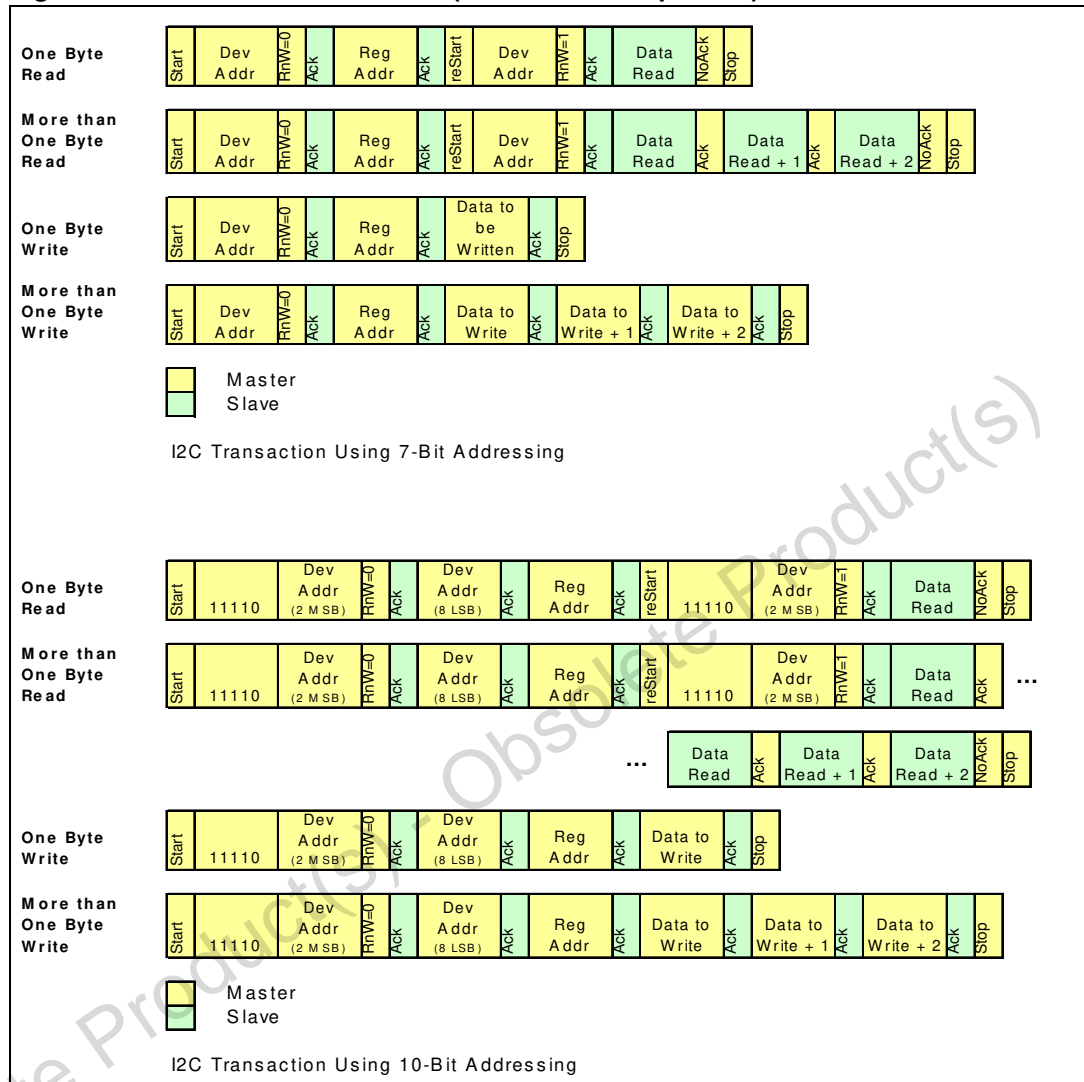 One Byte
Read
Start
Dev
Addr
RnW=0
Ack
Reg
Addr
Ack
reStart
Dev
Addr
RnW=1
Ack
Data
Read
NoAck
Stop
More than
One Byte
Read
Start
Dev
Addr
RnW=0
Ack
Reg
Addr
Ack
reStart
Dev
Addr
RnW=1
Ack
Data
Read
Ack
Data
Read + 1
Ack
Data
Read + 2
NoAck
Stop
One Byte
Write
Start
Dev
Addr
RnW=0
Ack
Reg
Addr
Ack
Data to
be
Written
Ack
Stop
More than
One Byte
Write
Start
Dev
Addr
RnW=0
Ack
Reg
Addr
Ack
Data to
Write
Ack
Data to
Write + 1
Ack
Data to
Write + 2
Ack
Stop
Master
Slave
I2C Transaction Using 7-Bit Addressing
One Byte
Read
Start
11110
Dev
Addr
(2 MSB)
RnW=0
Ack
Dev
Addr
(8 LSB)
Ack
Reg
Addr
Ack
reStart
11110
Dev
Addr
(2 MSB)
RnW=1
Ack
Data
Read
NoAck
Stop
More than
One Byte
Read
Start
11110
Dev
Addr
(2 MSB)
RnW=0
Ack
Dev
Addr
(8 LSB)
Ack
Reg
Addr
Ack
reStart
11110
Dev
Addr
(2 MSB)
RnW=1
Ack
Data
Read
Ack
...
...
Data
Read
Ack
Data
Read + 1
Ack
Data
Read + 2
NoAck
Stop
One Byte
Write
Start
11110
Dev
Addr
(2 MSB)
RnW=0
Ack
Dev
Addr
(8 LSB)
Ack
Reg
Addr
Ack
Data to
Write
Ack
Stop
More than
One Byte
Write
Start
11110
Dev
Addr
(2 MSB)
RnW=0
Ack
Dev
Addr
(8 LSB)
Ack
Reg
Addr
Ack
Data to
Write
Ack
Data to
Write + 1
Ack
Data to
Write + 2
Ack
Stop
Master
Slave
I2C Transaction Using 10-Bit Addressing
te Product(s) - Obsolete Product(s)